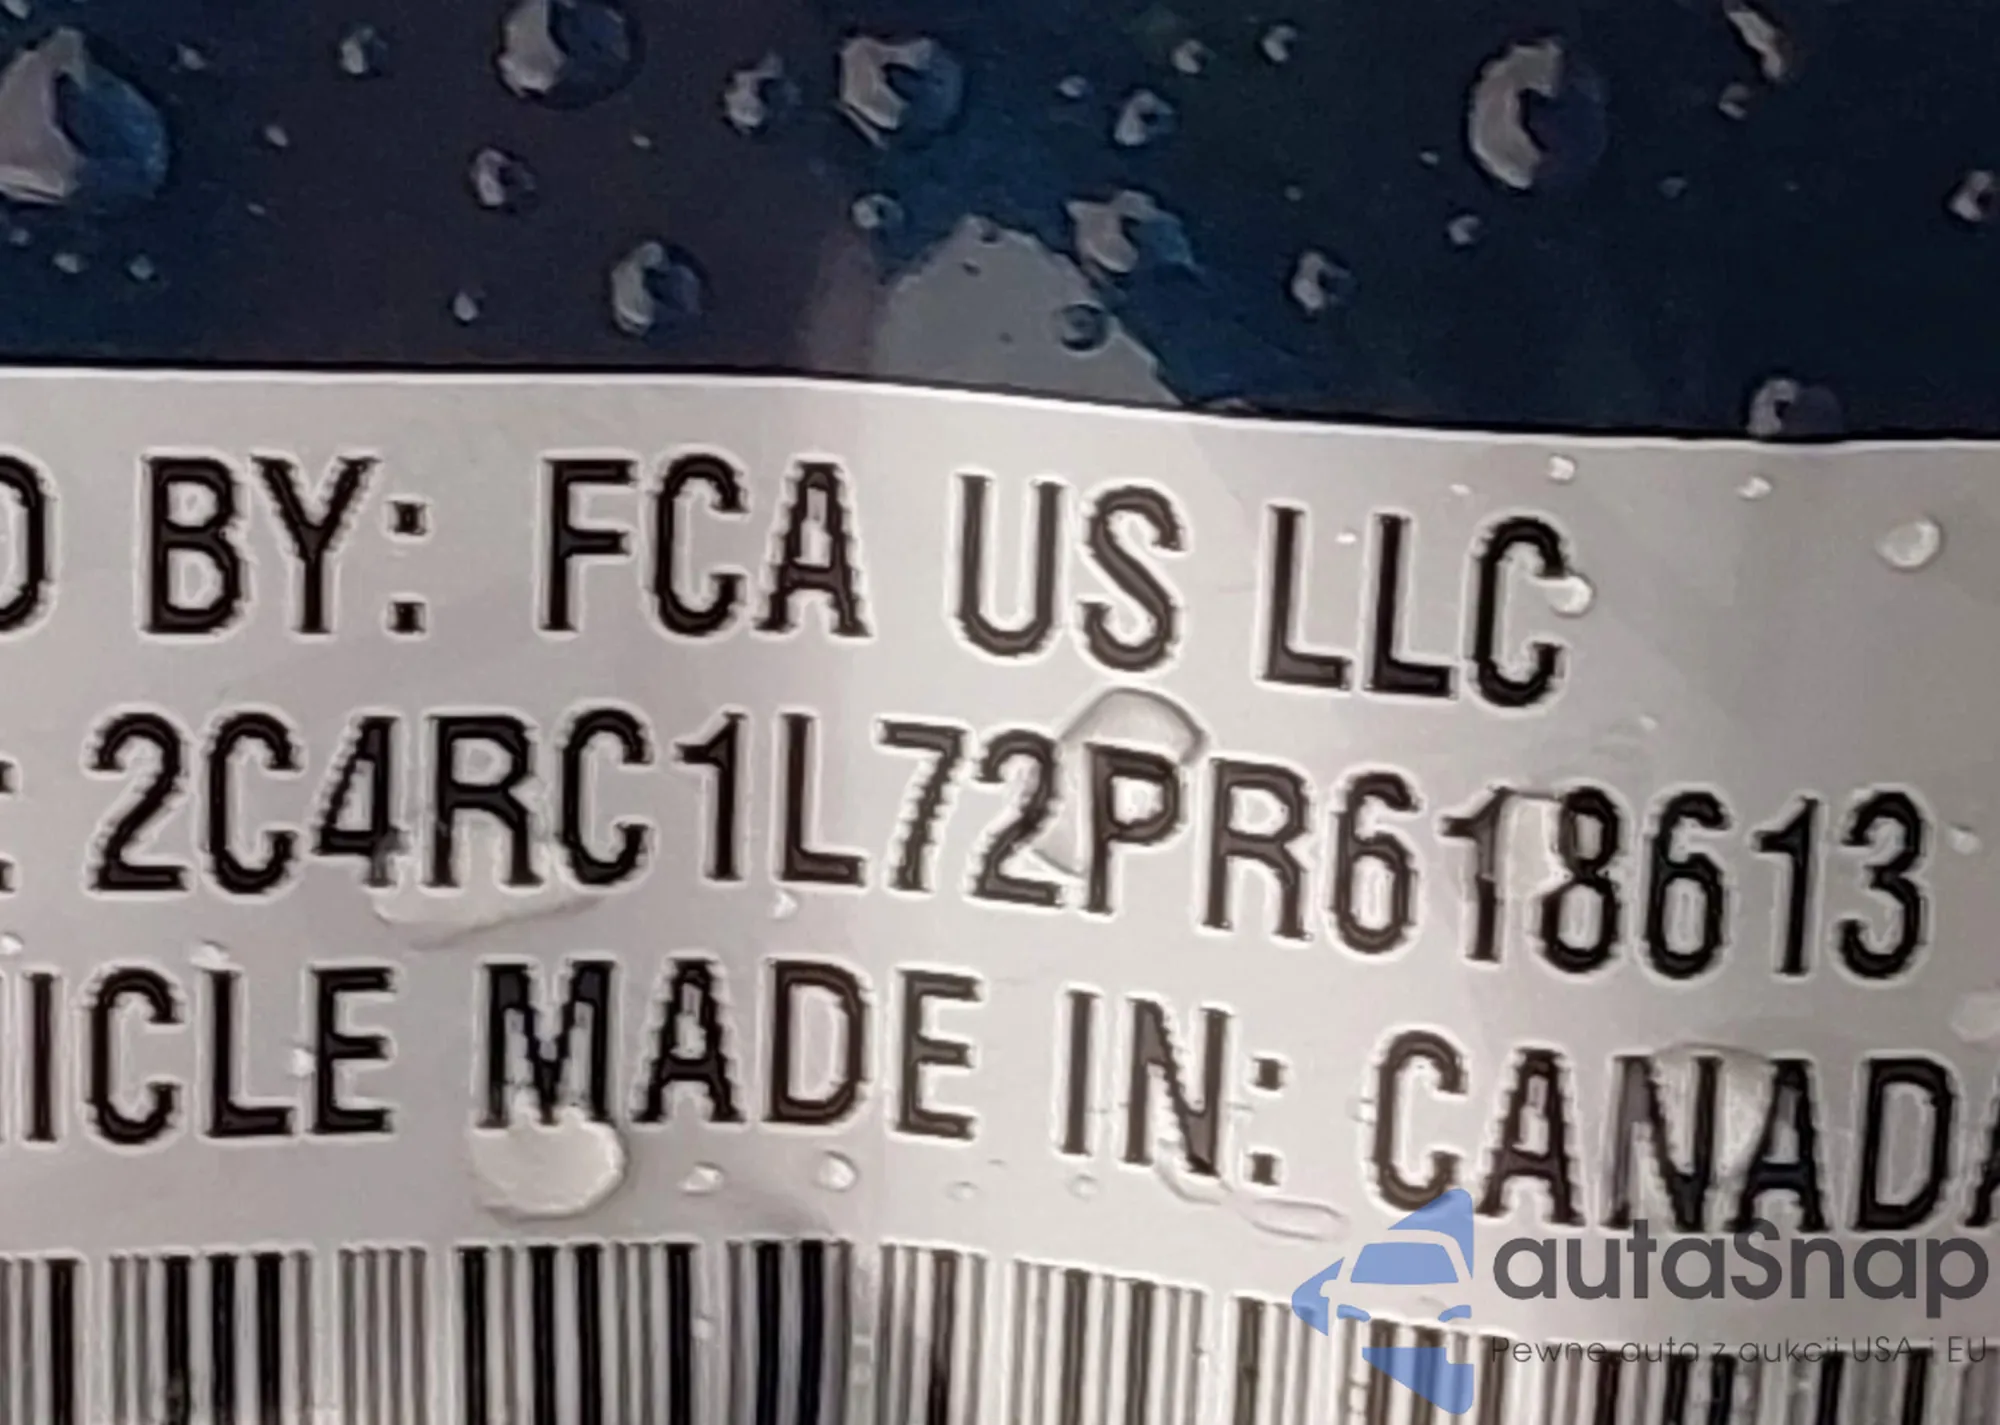 D BY: FCA US LLC
: 2C4RC1L72PR618613
ICLE MADE IN: CANADA
autaSnap
Pewne auta z aukcji USA i EU